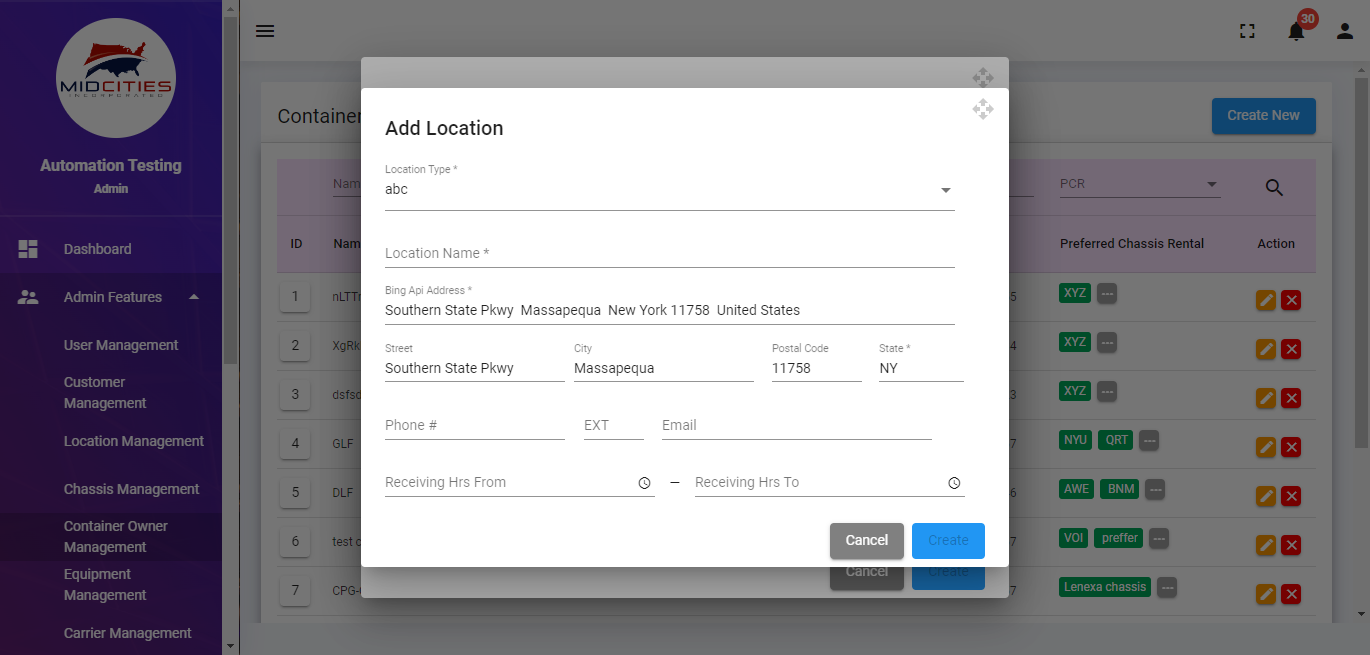 MIDCITIES
INCORPORATED
Automation Testing
Admin
Dashboard
Admin Features
User Management
Customer
Management
Location Management
Chassis Management
Container Owner
Management
Equipment
Management
Carrier Management
30
Container
Create New
Nam
PCR
ID
Nam
Preferred Chassis Rental
Action
1
nLTTr
5
XYZ
---
2
XgRk
4
XYZ
---
3
dsfsd
3
XYZ
---
4
GLF
7
NYU
QRT
---
5
DLF
6
AWE
BNM
---
6
test c
7
VOI
preffer
---
7
CPG-
7
Lenexa chassis
---
Add Location
Location Type *
abc
Location Name *
Bing Api Address *
Southern State Pkwy  Massapequa  New York 11758  United States
Street
City
Postal Code
State *
Southern State Pkwy
Massapequa
11758
NY
Phone #
EXT
Email
Receiving Hrs From
–
Receiving Hrs To
Cancel
Create
Cancel
Create